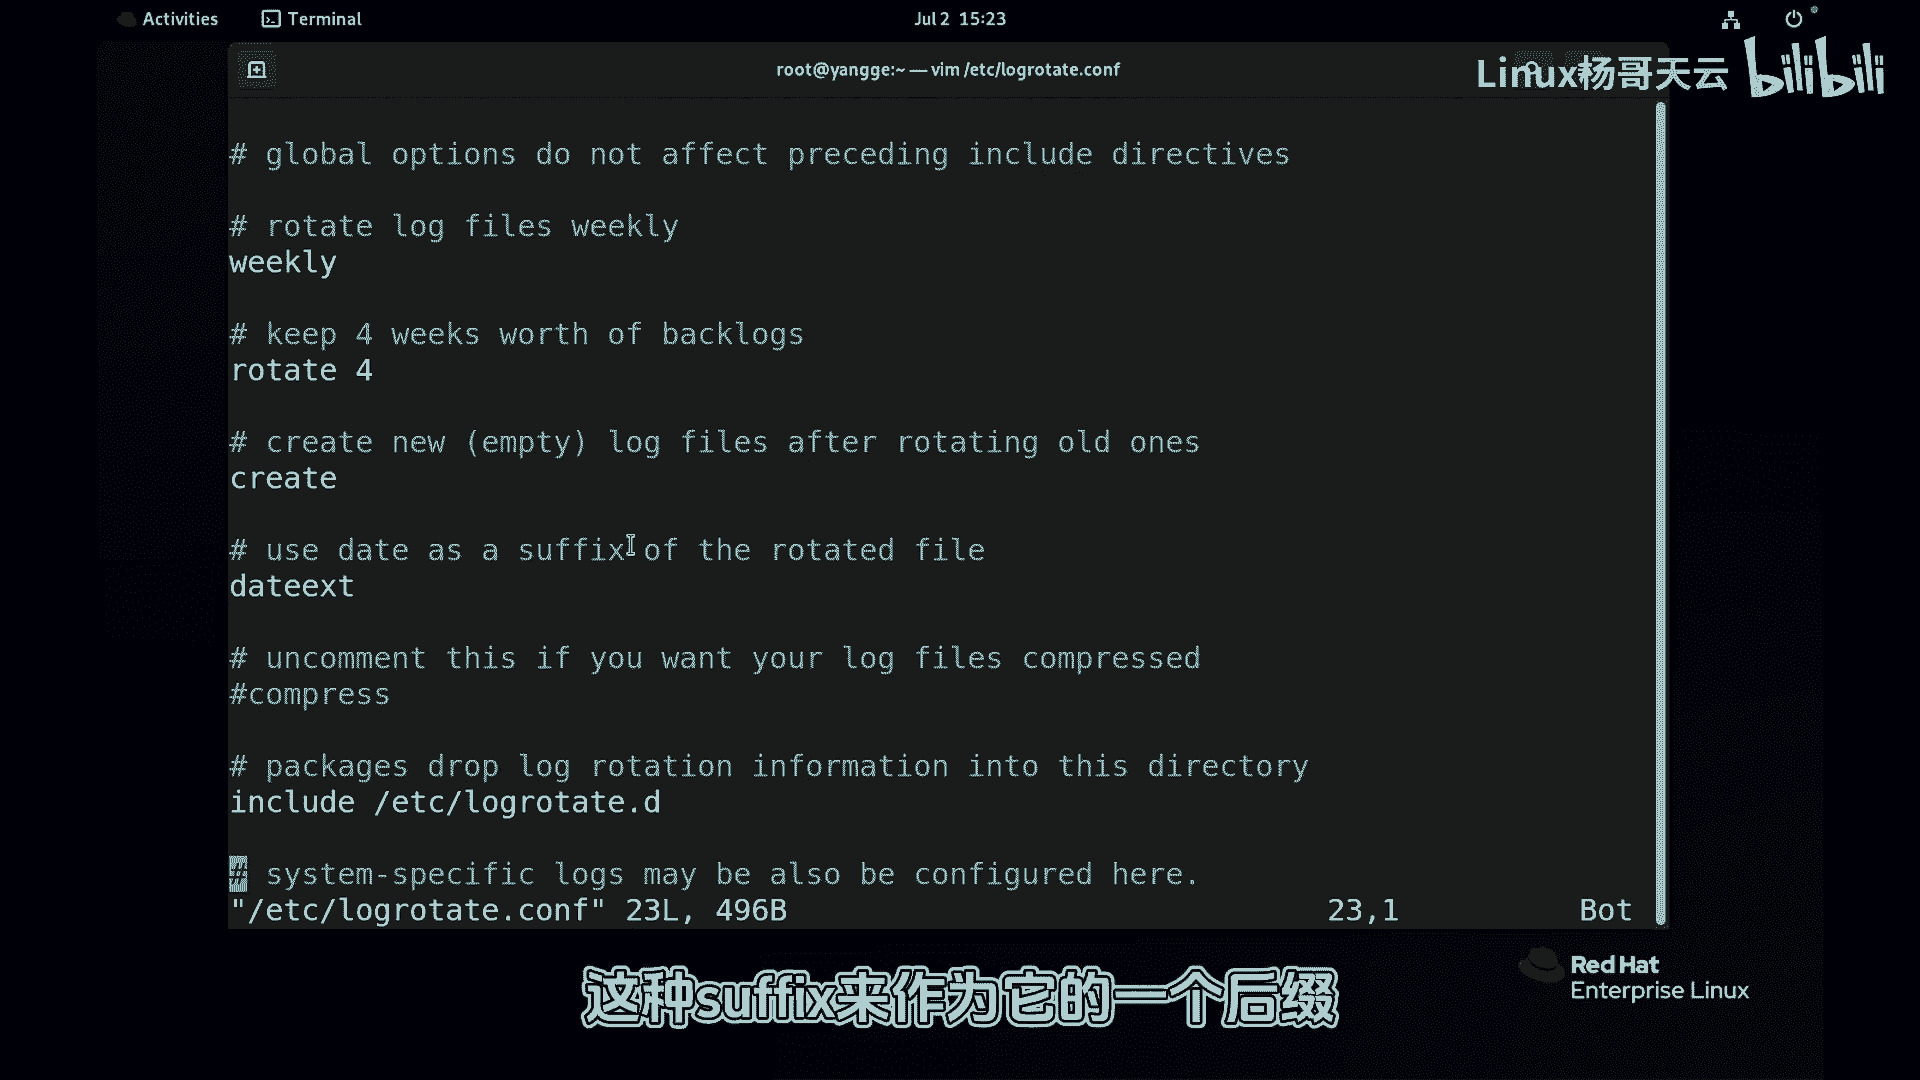 Activities
Terminal
Jul 2 15:23
root@yangge:~ — vim /etc/logrotate.conf
Linux杨哥天云 bilibili
# global options do not affect preceding include directives
# rotate log files weekly
weekly
# keep 4 weeks worth of backlogs
rotate 4
# create new (empty) log files after rotating old ones
create
# use date as a suffix of the rotated file
dateext
# uncomment this if you want your log files compressed
#compress
# packages drop log rotation information into this directory
include /etc/logrotate.d
# system-specific logs may be also be configured here.
"/etc/logrotate.conf" 23L, 496B 23,1 Bot
Red Hat
Enterprise Linux
这种suffix来作为它的一个后缀